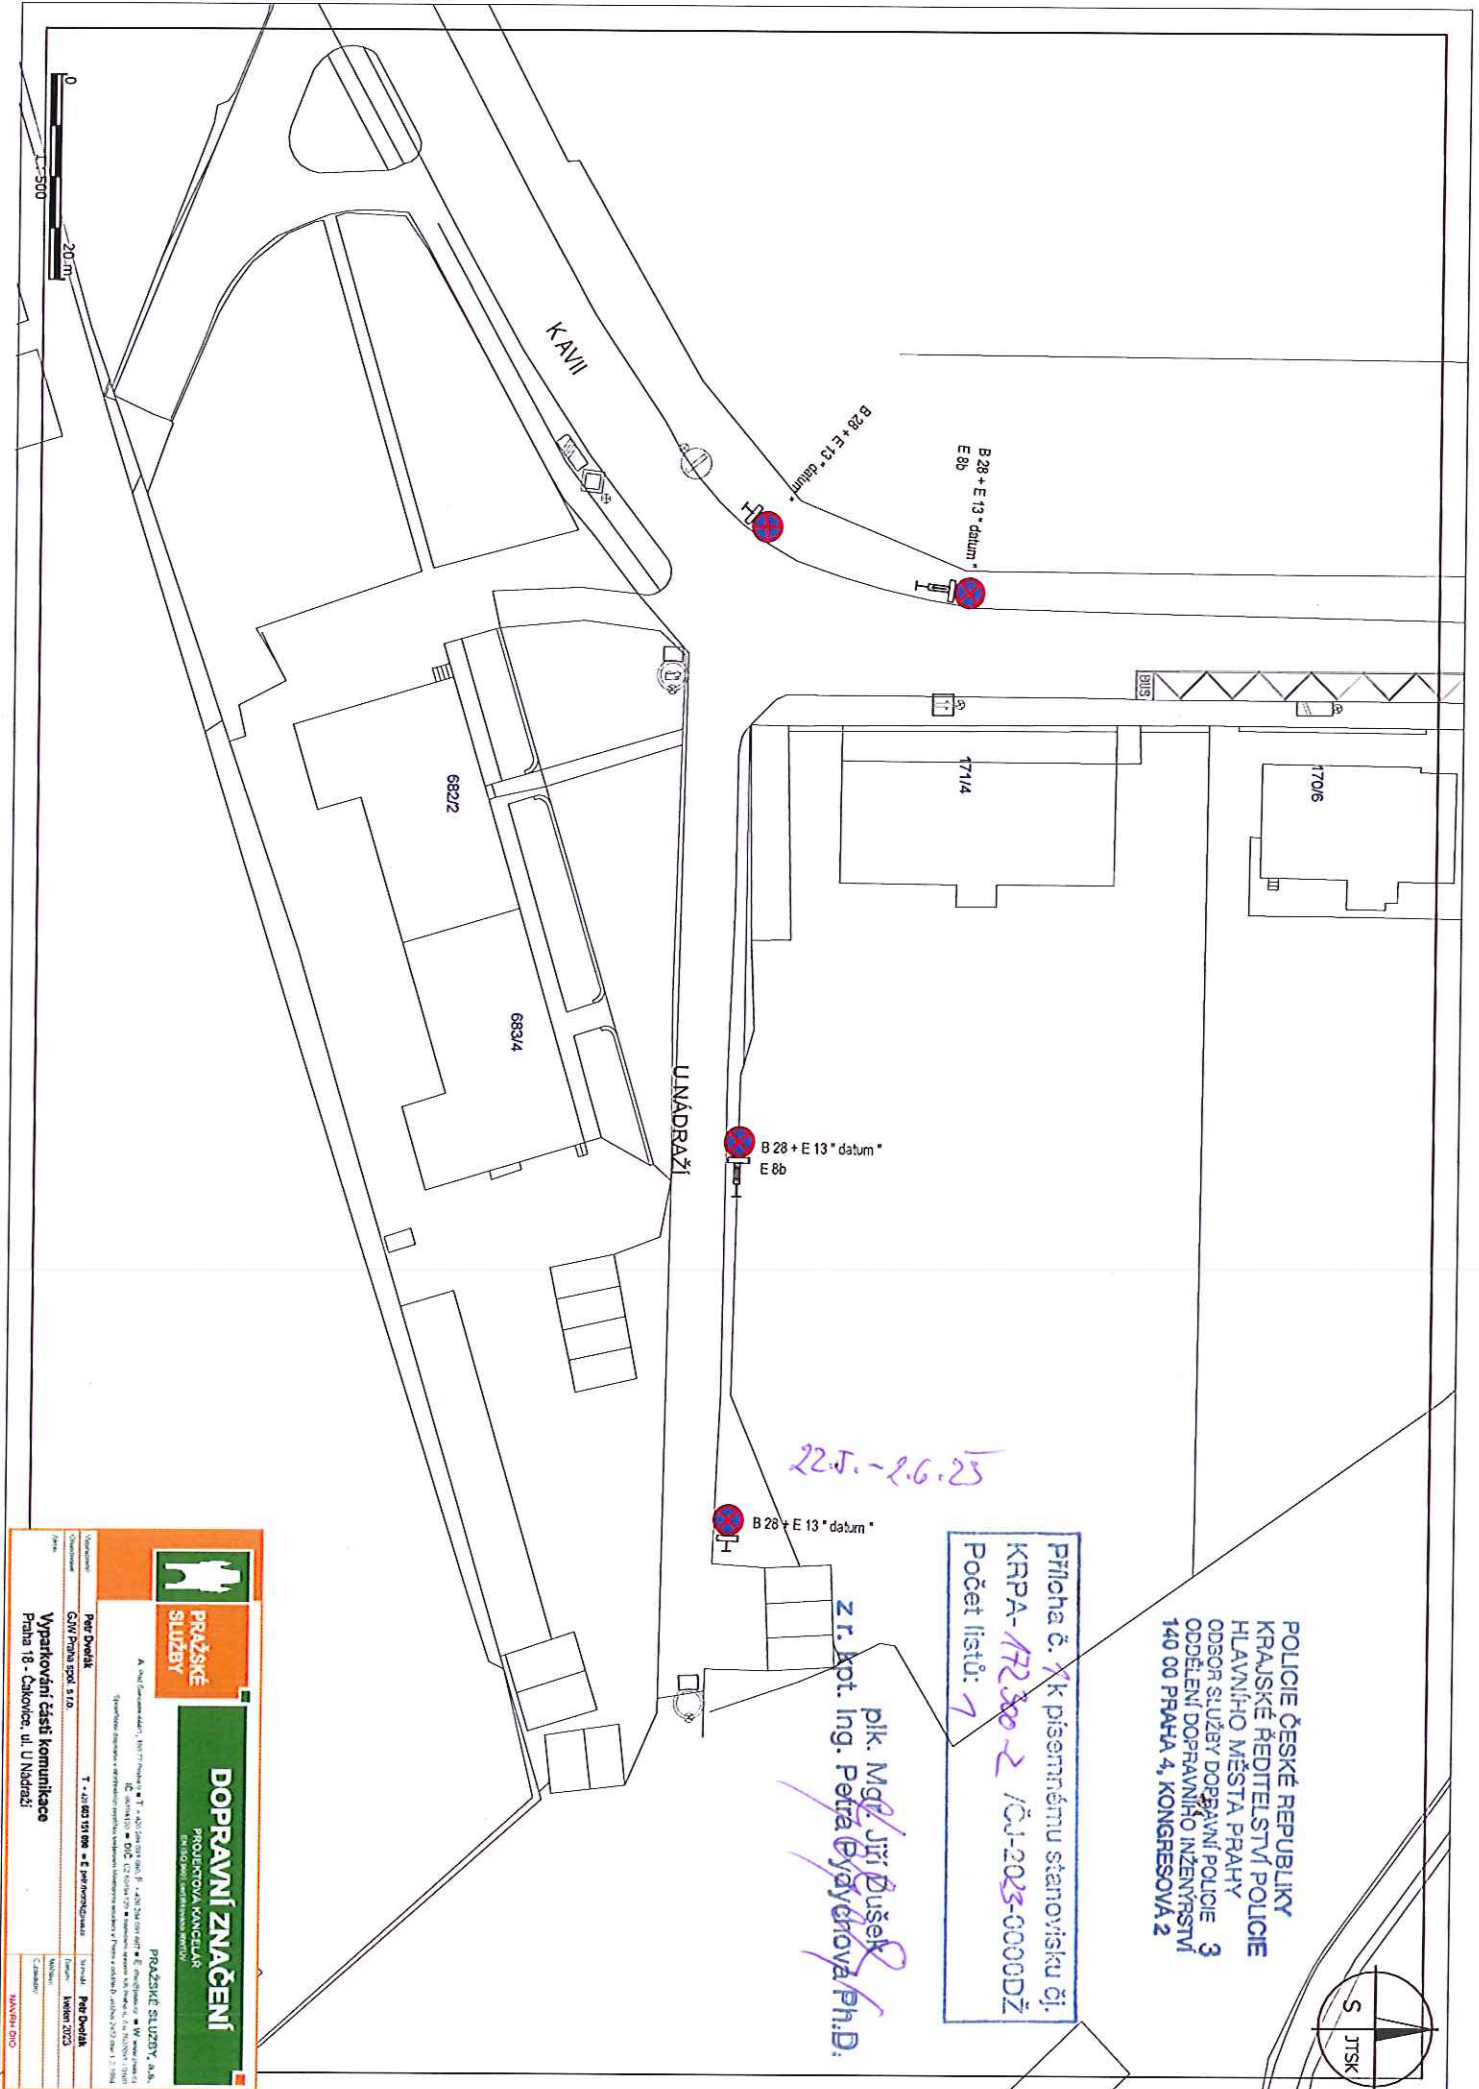 POLICIE ČESKÉ REPUBLIKY
KRAJSKÉ ŘEDITELSTVÍ POLICIE
HLAVNÍHO MĚSTA PRAHY
ODBOR SLUŽBY DOPRAVNÍ POLICIE 3
ODDĚLENÍ DOPRAVNÍHO INŽENÝRSTVÍ
140 00 PRAHA 4, KONGRESOVÁ 2
S JTSK
Příloha č. 1 k písemnému stanovisku čj.
KRPA-172300-2 /ČJ-2023-0000DŽ
Počet listů: 1
plk. Mgr. Jiří Dušek
z r. kpt. Ing. Petra Pydychová, Ph.D.
22.5. - 2.6.23
170/6
171/4
BUS
B 28 + E 13 " datum "
E 8b
B 28 + E 13 " datum "
B 28 + E 13 " datum "
E 8b
B 28 + E 13 " datum "
K AVII
U NÁDRAŽÍ
682/2
683/4
0
20 m
1: 500
PRAŽSKÉ
SLUŽBY
DOPRAVNÍ ZNAČENÍ
PROJEKTOVÁ KANCELÁŘ
PRAŽSKÉ SLUŽBY, a.s.
Petr Dvořák
Petr Dvořák
GJW Praha spol. s r.o.
květen 2023
Vyparkování části komunikace
Praha 18 - Čakovice, ul. U Nádraží
NÁVRH DIO